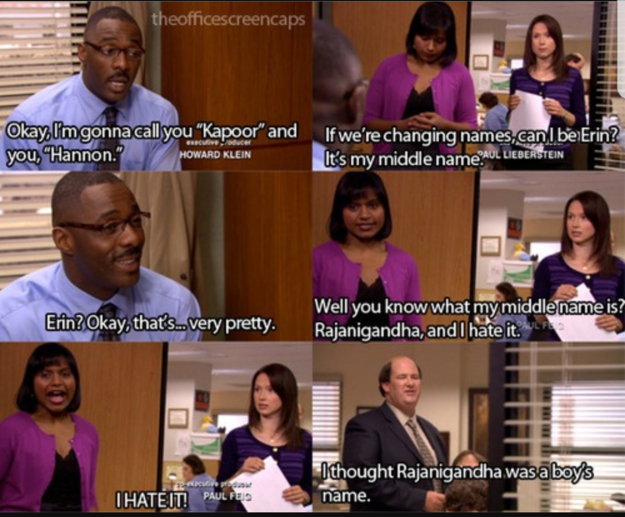 theofficescreencaps
Okay, I'm gonna call you "Kapoor" and
you, "Hannon."
executive producer
HOWARD KLEIN
If we're changing names, can I be Erin?
It's my middle name.
PAUL LIEBERSTEIN
Erin? Okay, that's... very pretty.
Well you know what my middle name is?
Rajanigandha, and I hate it.
PAUL FEIG
I HATE IT!
co-executive producer
PAUL FEIG
I thought Rajanigandha was a boy's
name.